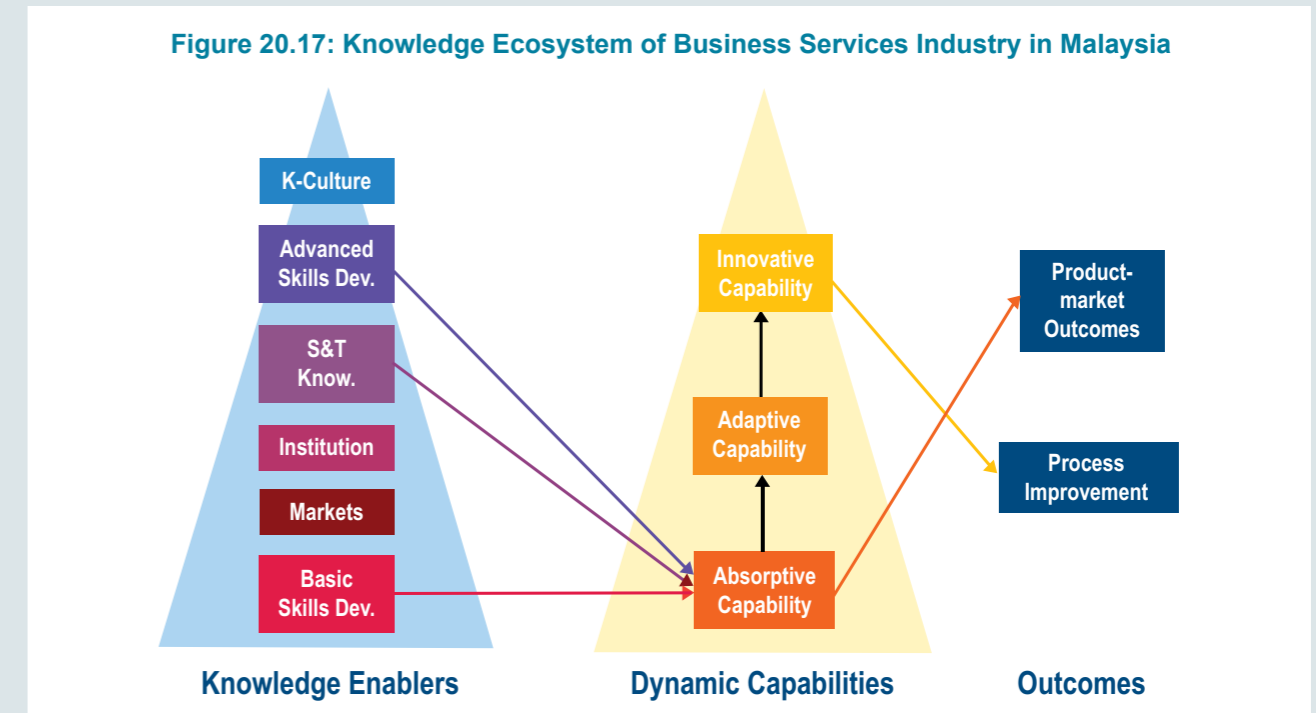 Figure 20.17: Knowledge Ecosystem of Business Services Industry in Malaysia
K-Culture
Advanced
Skills Dev.
S&T
Know.
Institution
Markets
Basic
Skills Dev.
Knowledge Enablers
Innovative
Capability
Adaptive
Capability
Absorptive
Capability
Dynamic Capabilities
Product-
market
Outcomes
Process
Improvement
Outcomes